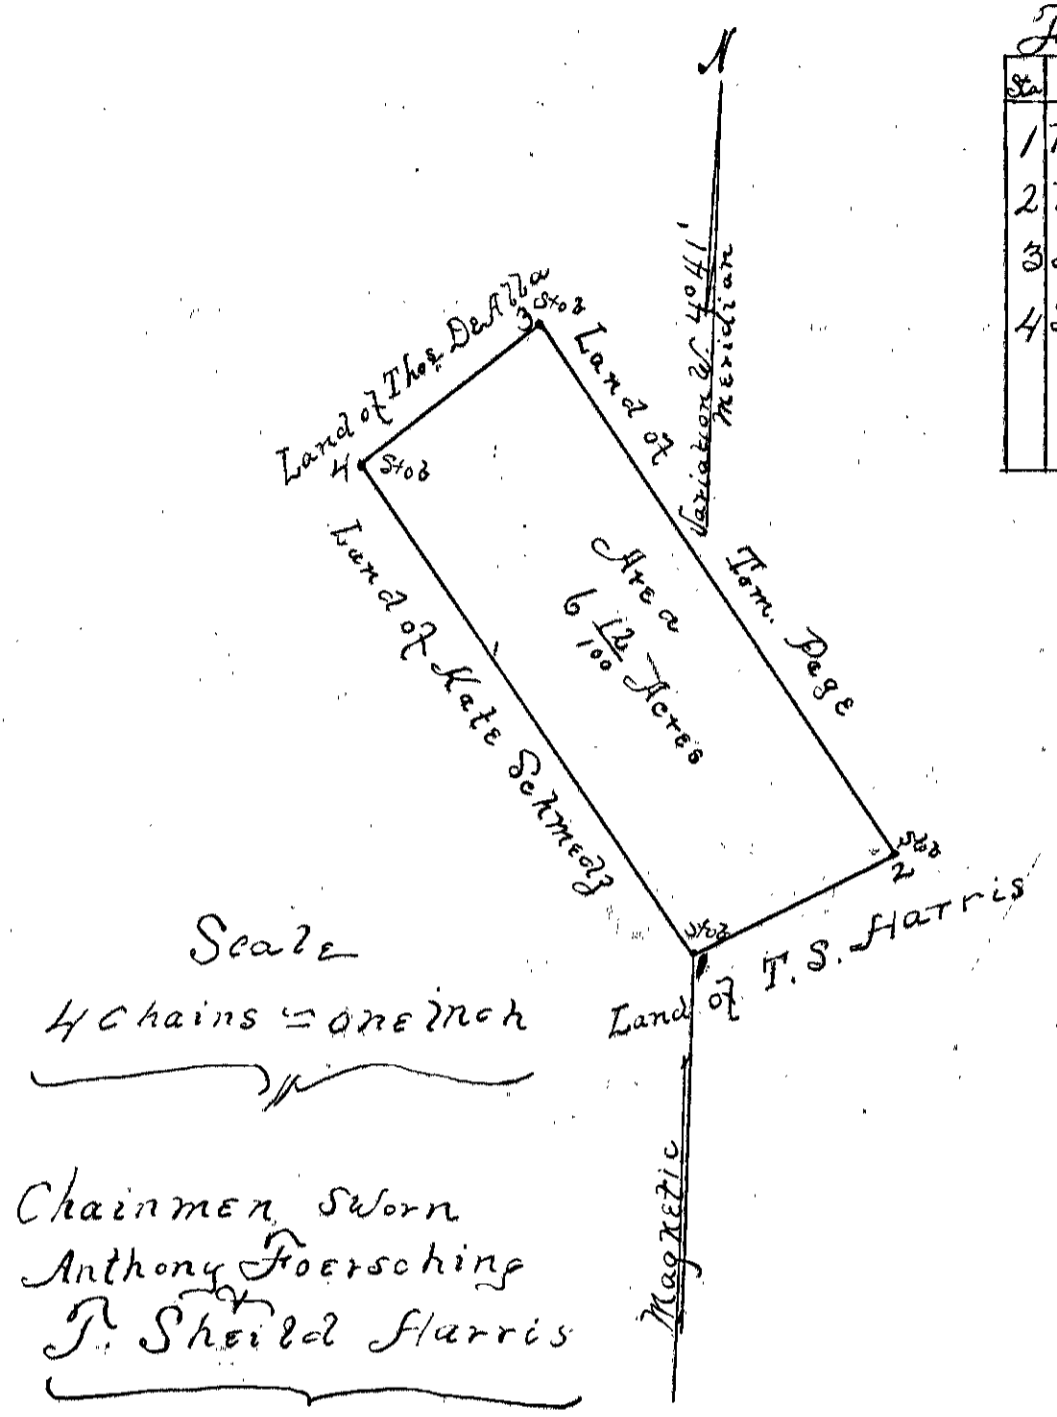 N
Variation W. 4° 41'
Meridian
Sta
1
2
3
4
Land of Thos DeAlla
3 Stob
4 Stob
Land of Tom. Page
Area
6 12/100 Acres
Land of Kate Schmedz
Stob
2
Stob
Land of T. S. Harris
Magnetic
Scale
4 Chains = one inch
Chainmen Sworn
Anthony Foersching
&
T. Sheild Harris